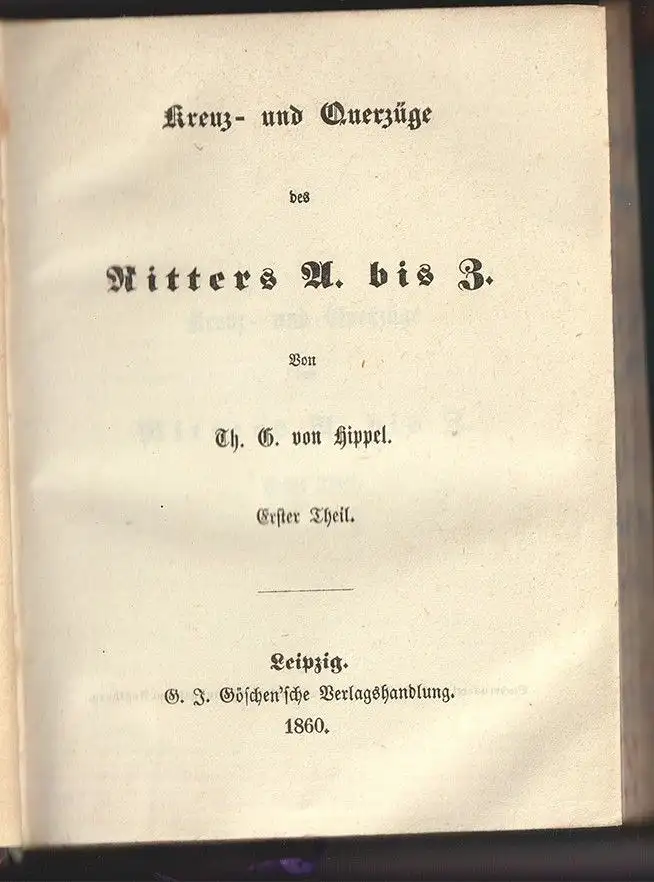 Kreuz- und Querzüge
des
Ritters A. bis Z.
Von
Th. G. von Hippel.
Erster Theil.
Leipzig.
G. J. Göschen'sche Verlagshandlung.
1860.